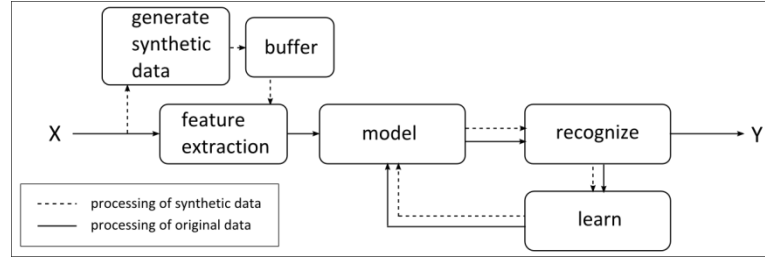 generate
synthetic
data
buffer
X
feature
extraction
model
recognize
Y
learn
processing of synthetic data
processing of original data